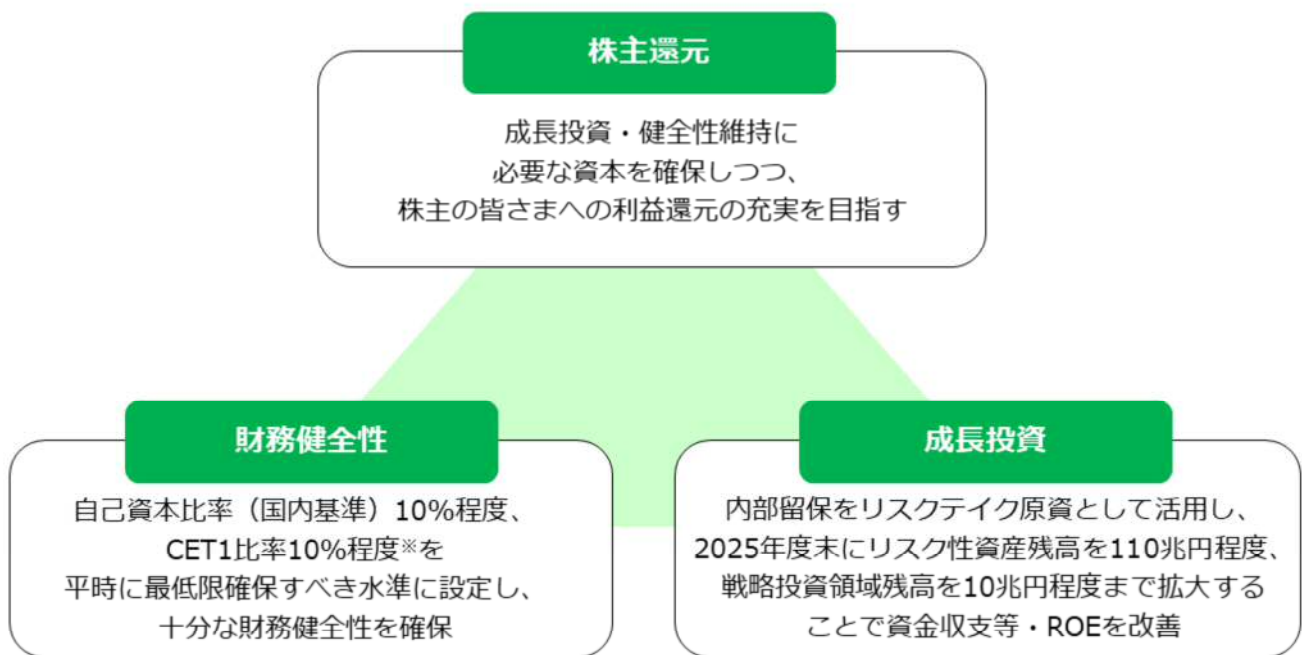 株主還元
成長投資・健全性維持に
必要な資本を確保しつつ、
株主の皆さまへの利益還元の充実を目指す
財務健全性
自己資本比率（国内基準）10%程度、
CET1比率10%程度※を
平時に最低限確保すべき水準に設定し、
十分な財務健全性を確保
成長投資
内部留保をリスクテイク原資として活用し、
2025年度末にリスク性資産残高を110兆円程度、
戦略投資領域残高を10兆円程度まで拡大する
ことで資金収支等・ROEを改善